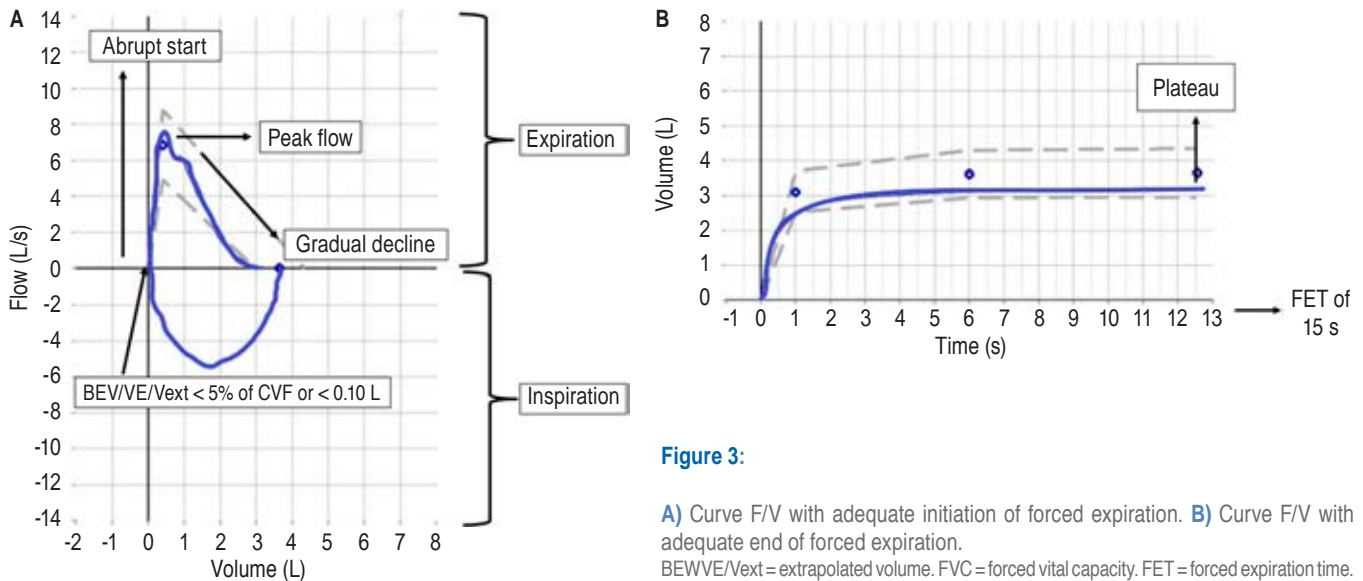 A
14
12
10
8
6
4
2
0
-2
-4
-6
-8
-10
-12
-14
Flow (L/s)
Abrupt start
Peak flow
Gradual decline
BEV/VE/Vext < 5% of CVF or < 0.10 L
Expiration
Inspiration
-2 -1 0 1 2 3 4 5 6 7 8
Volume (L)
B
8
7
6
5
4
3
2
1
0
Volume (L)
Plateau
-1 0 1 2 3 4 5 6 7 8 9 10 11 12 13
Time (s)
FET of
15 s
Figure 3:
A) Curve F/V with adequate initiation of forced expiration. B) Curve F/V with
adequate end of forced expiration.
BEWVE/Vext = extrapolated volume. FVC = forced vital capacity. FET = forced expiration time.